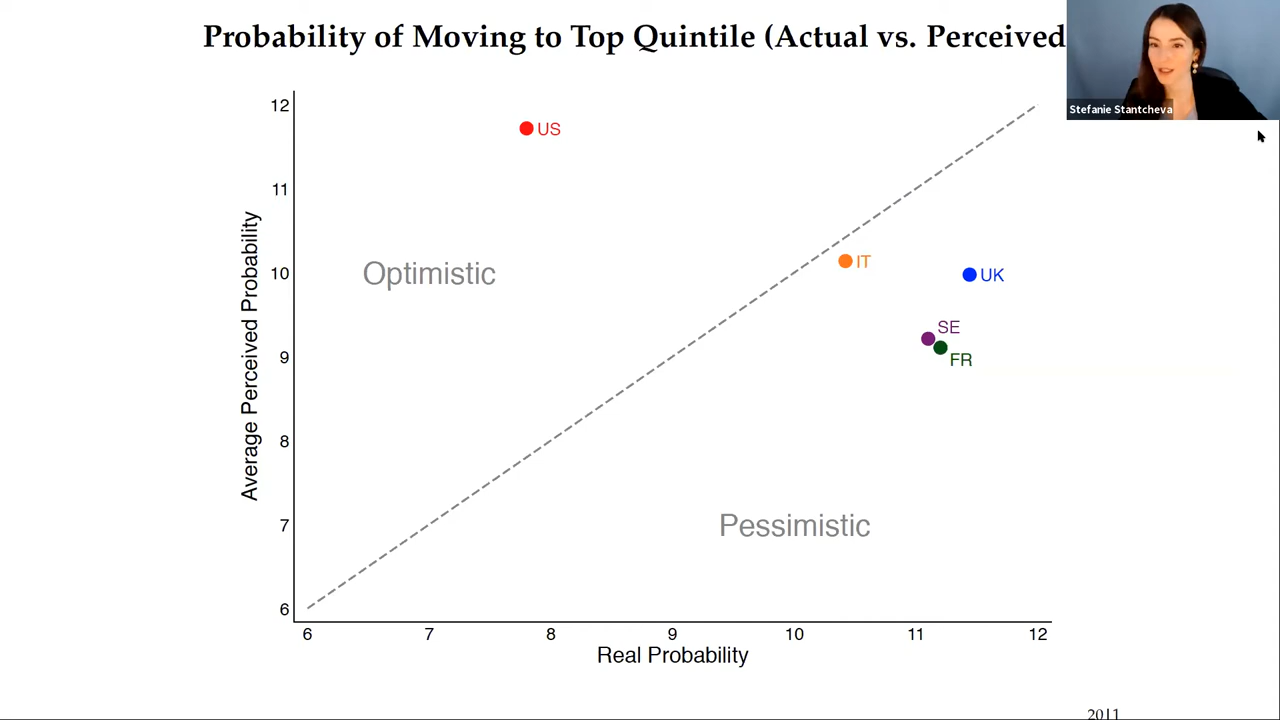 Probability of Moving to Top Quintile (Actual vs. Perceived
Stefanie Stantcheva
12
11
10
9
8
7
6
Average Perceived Probability
US
Optimistic
IT
UK
SE
FR
Pessimistic
6 7 8 9 10 11 12
Real Probability
2011